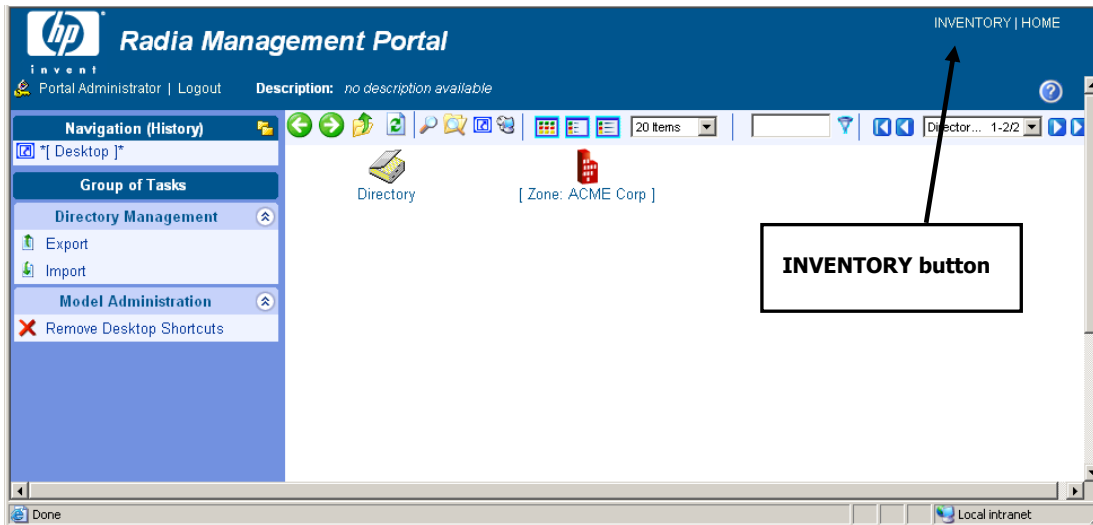 hp
invent
Radia Management Portal
INVENTORY | HOME
Portal Administrator | Logout
Description: no description available
?
Navigation (History)
*[ Desktop ]*
Group of Tasks
Directory Management
Export
Import
Model Administration
Remove Desktop Shortcuts
20 Items
Director... 1-2/2
Directory
[ Zone: ACME Corp ]
INVENTORY button
Done
Local intranet